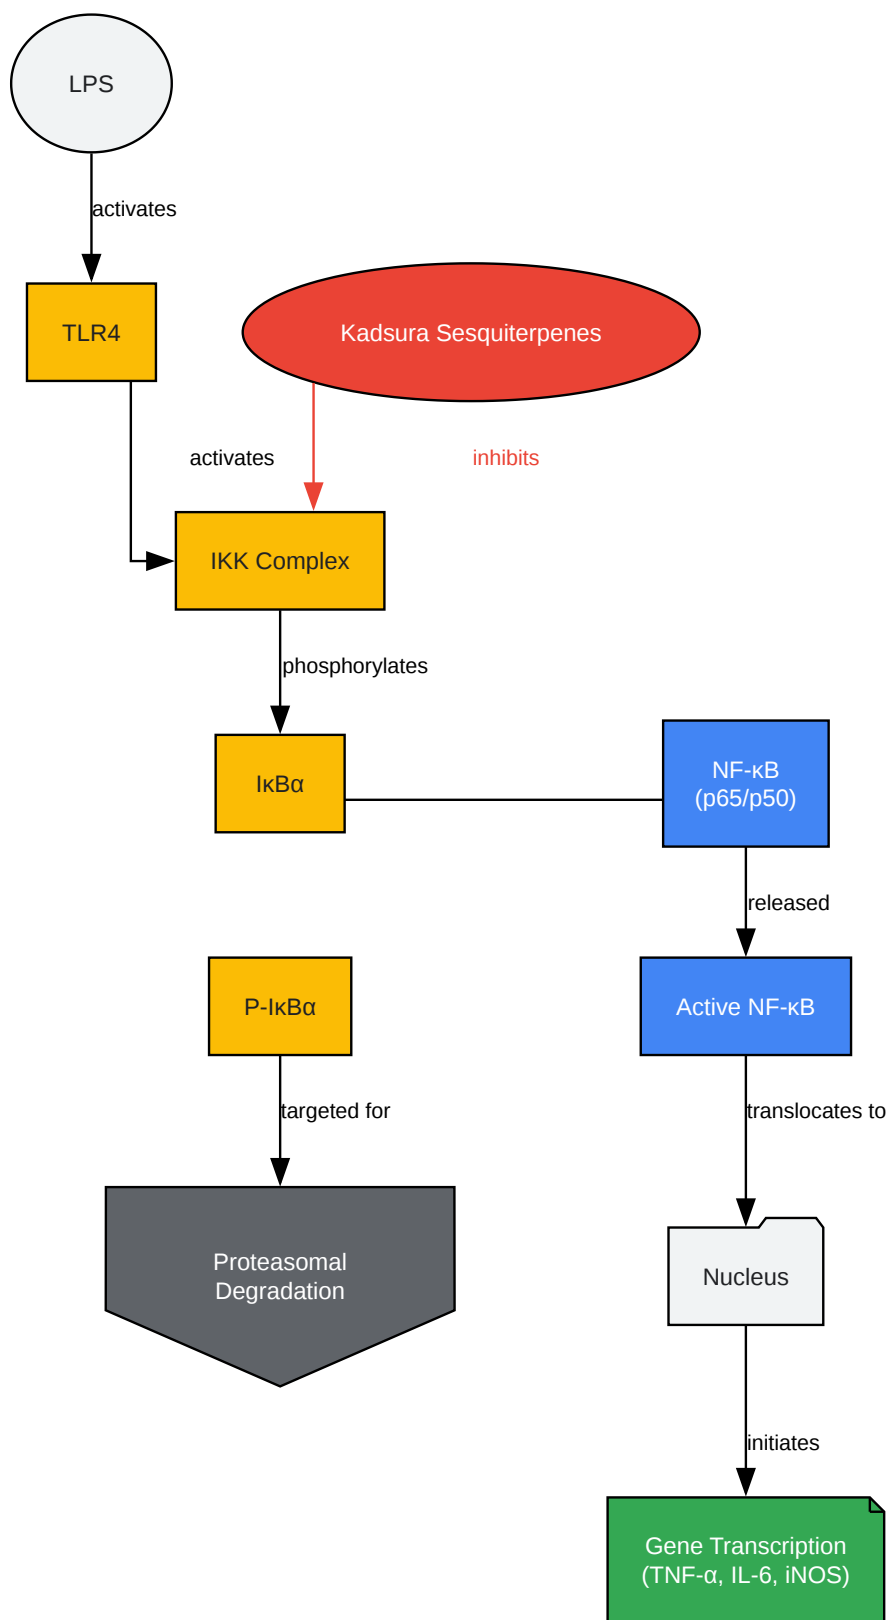 LPS
activates
TLR4
Kadsura Sesquiterpenes
activates
inhibits
IKK Complex
phosphorylates
IκBα
NF-κB
(p65/p50)
released
P-IκBα
Active NF-κB
targeted for
translocates to
Proteasomal
Degradation
Nucleus
initiates
Gene Transcription
(TNF-α, IL-6, iNOS)